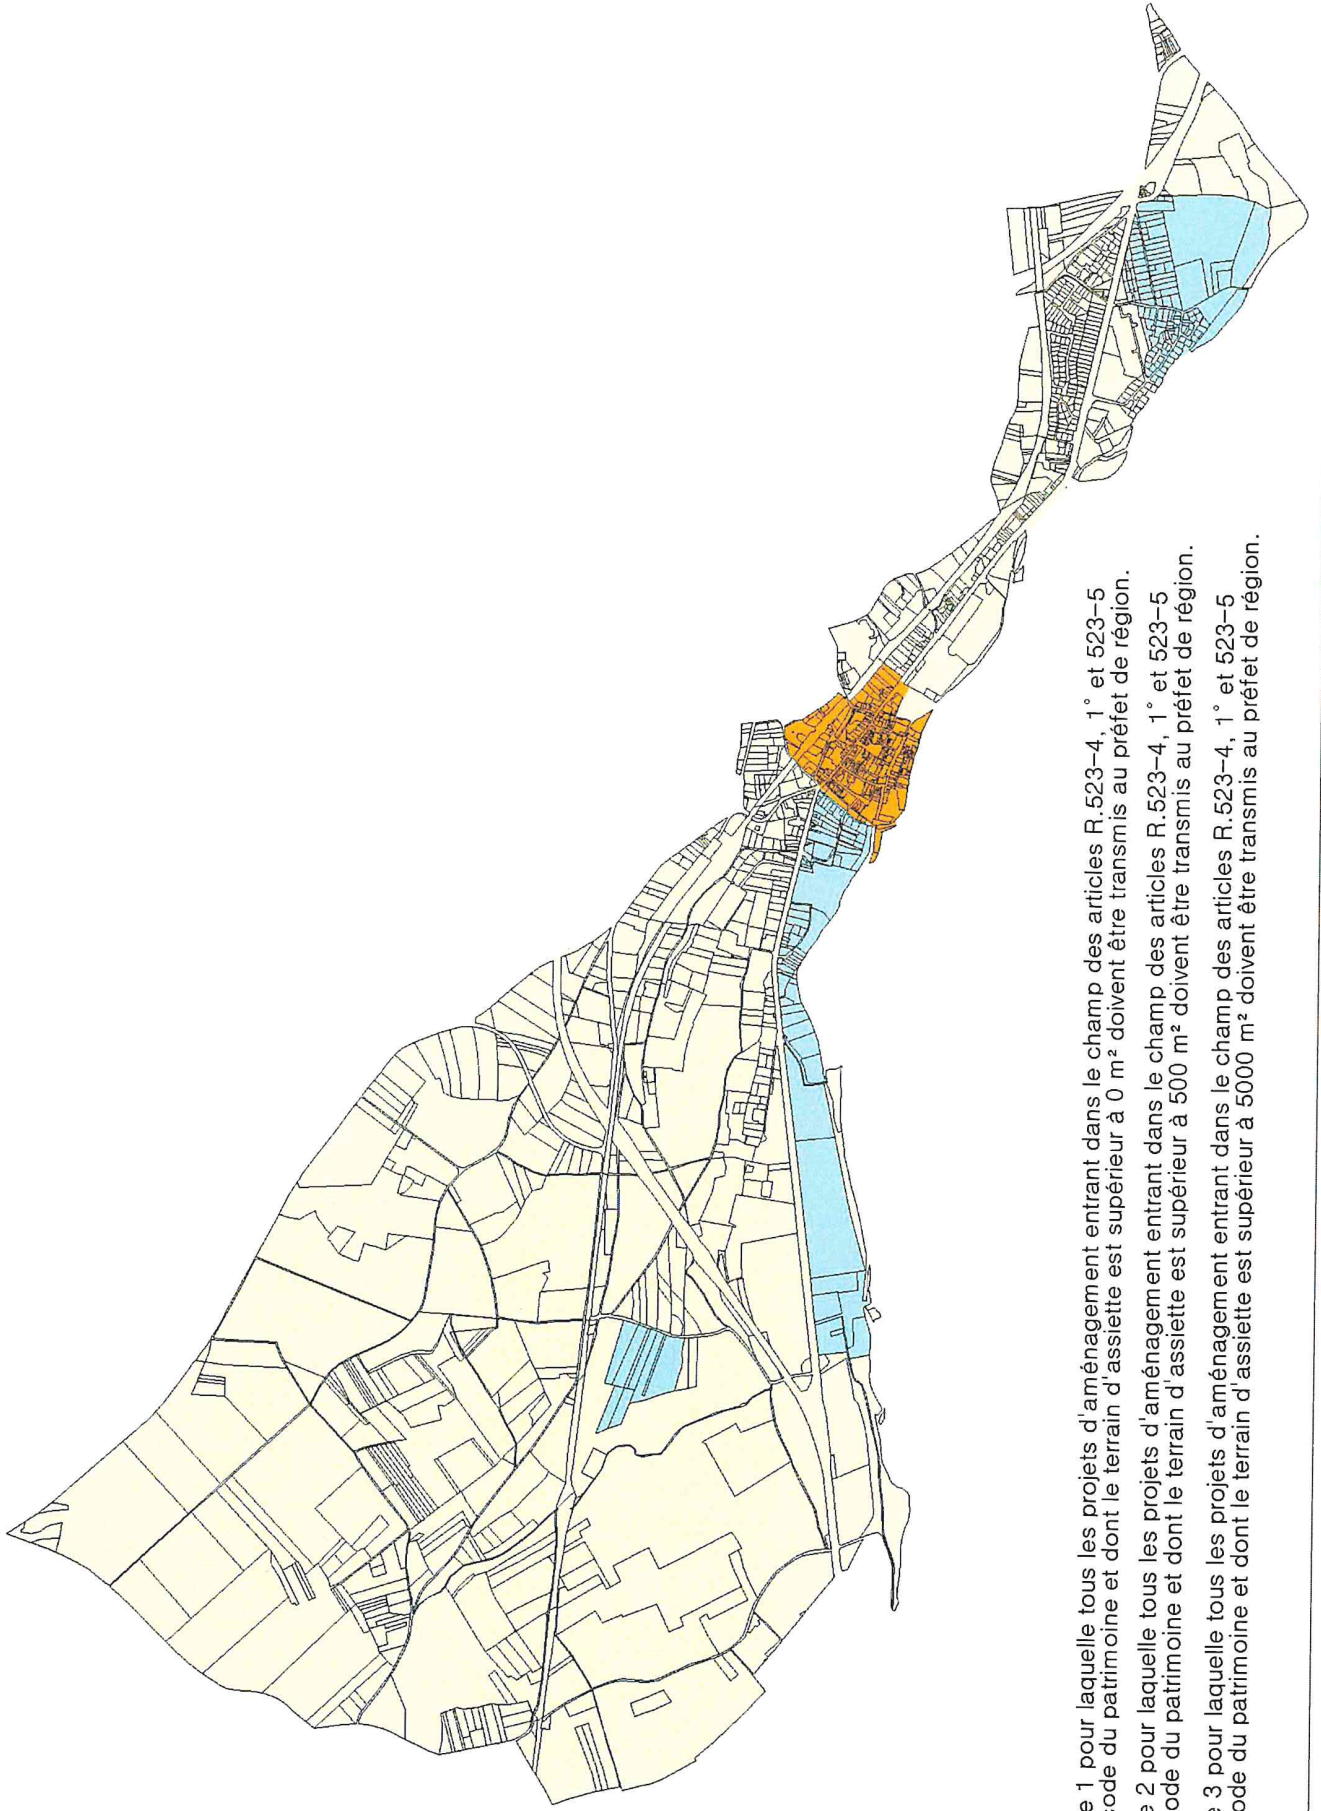 e 1 pour laquelle tous les projets d'aménagement entrant dans le champ des articles R.523-4, 1° et 523-5
code du patrimoine et dont le terrain d'assiette est supérieur à 0 m² doivent être transmis au préfet de région.
e 2 pour laquelle tous les projets d'aménagement entrant dans le champ des articles R.523-4, 1° et 523-5
ode du patrimoine et dont le terrain d'assiette est supérieur à 500 m² doivent être transmis au préfet de région.
e 3 pour laquelle tous les projets d'aménagement entrant dans le champ des articles R.523-4, 1° et 523-5
ode du patrimoine et dont le terrain d'assiette est supérieur à 5000 m² doivent être transmis au préfet de région.